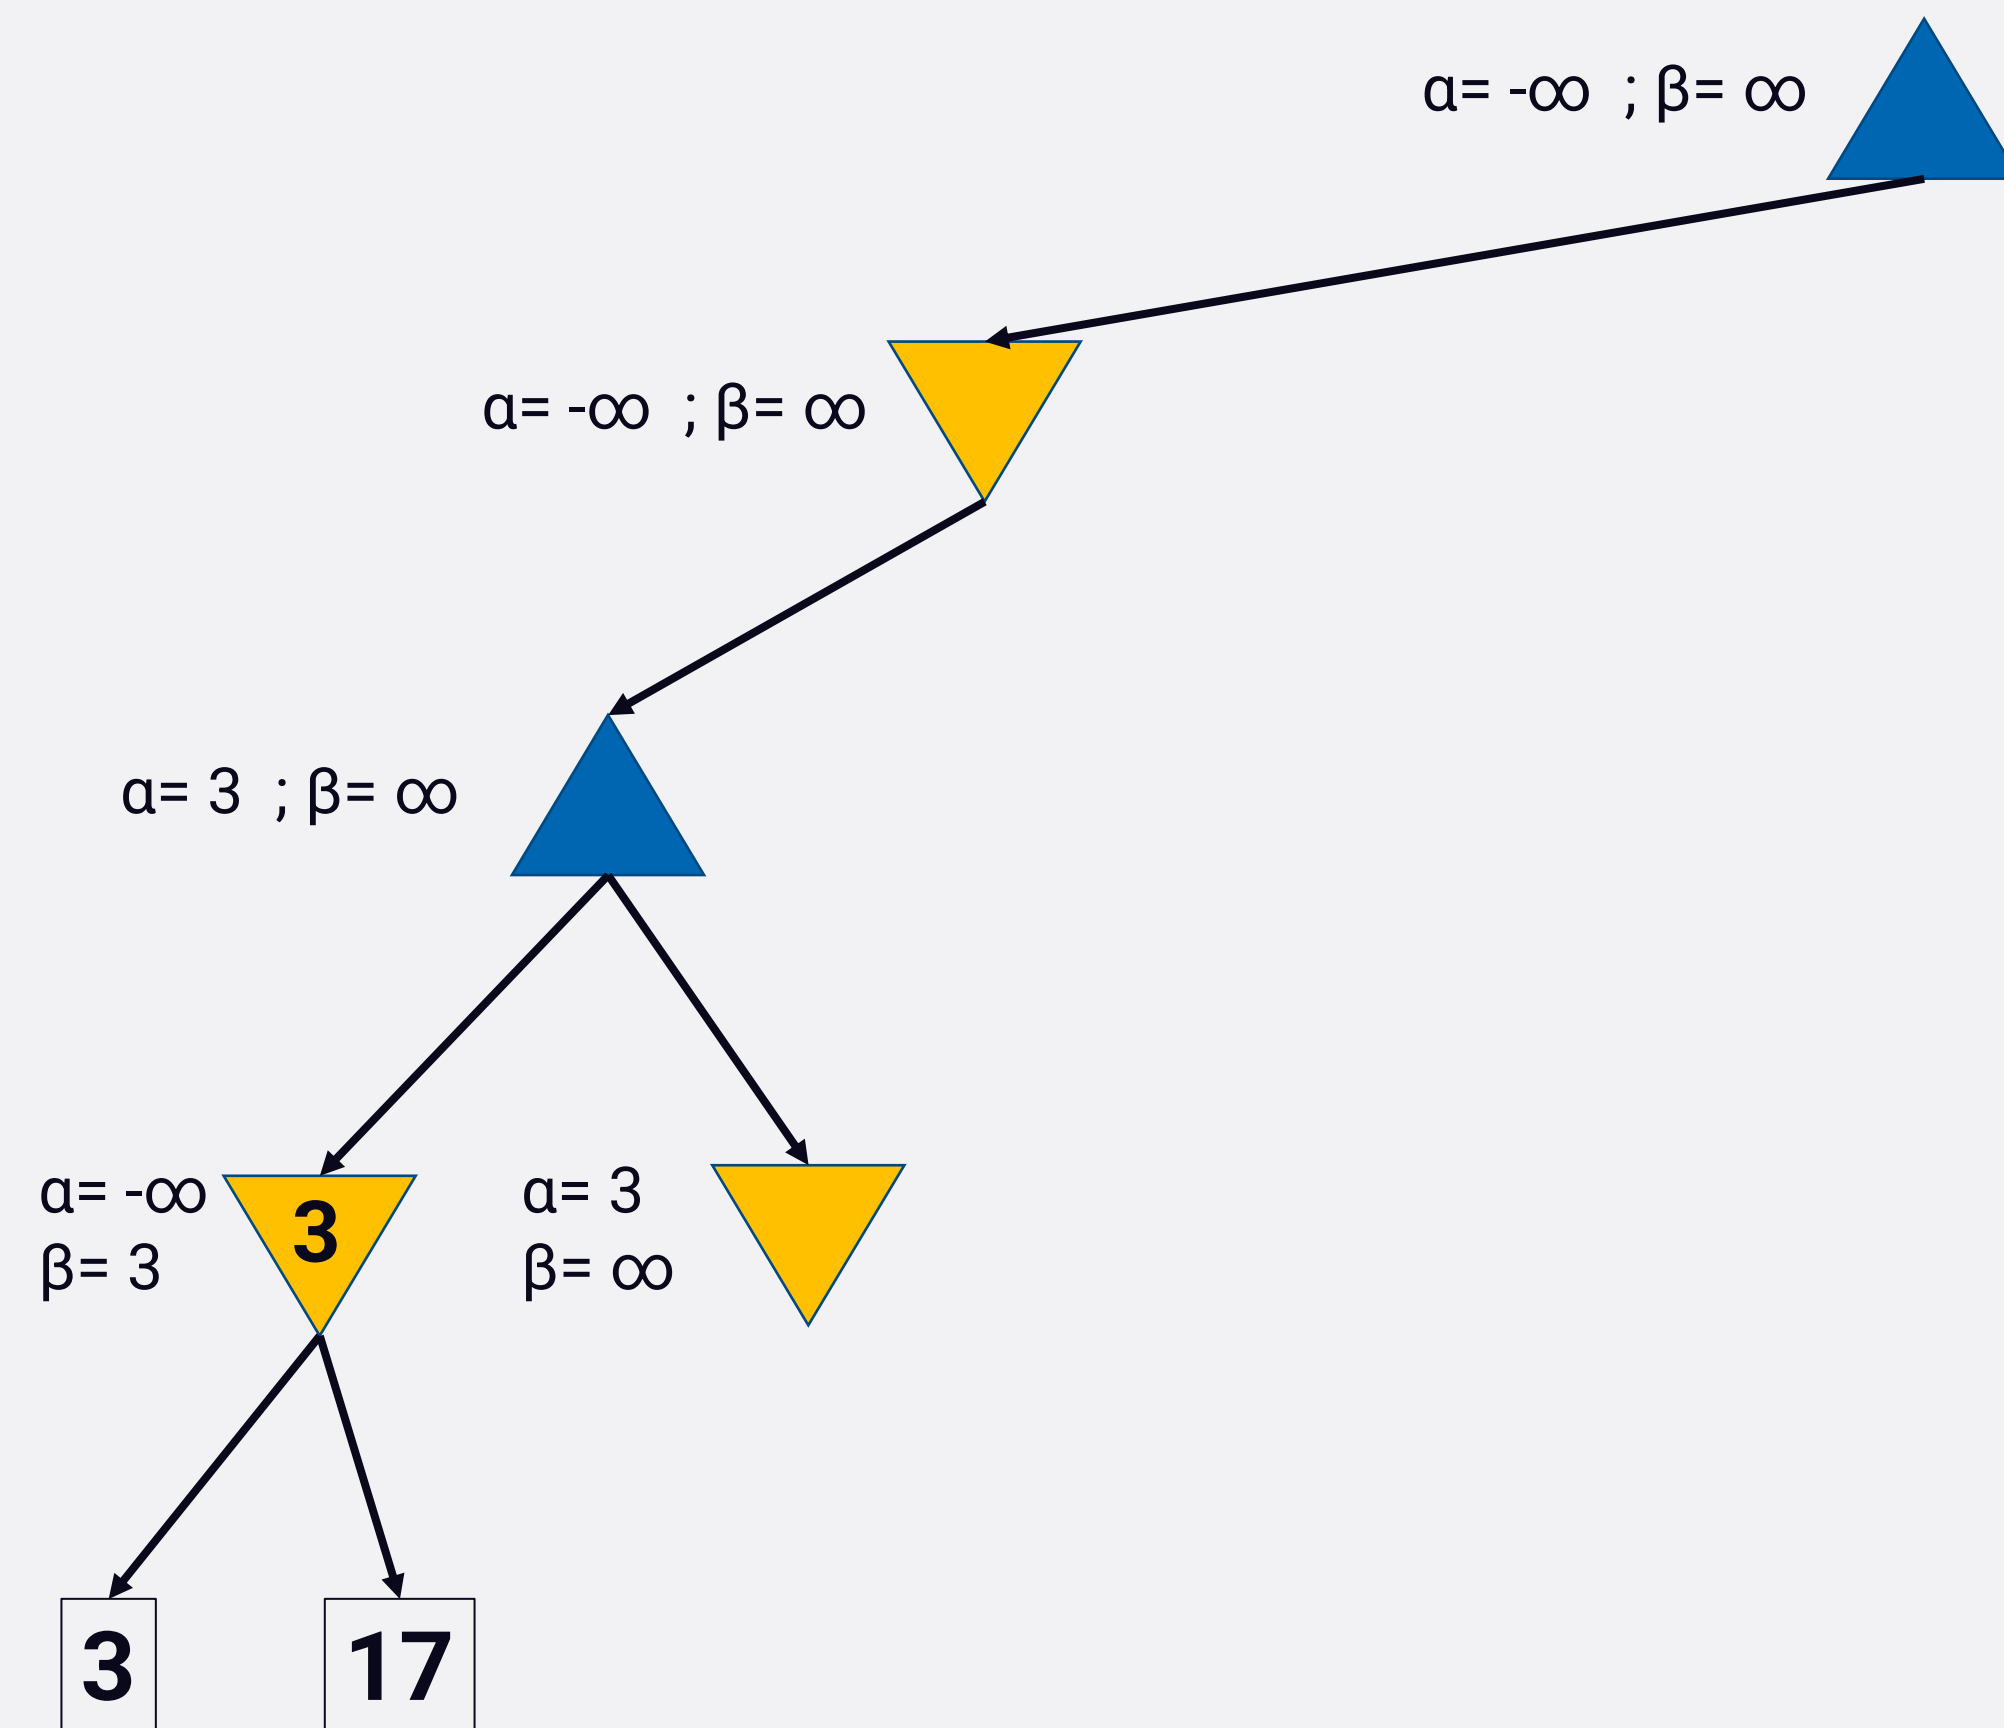 α= -∞ ; β= ∞
α= -∞ ; β= ∞
α= 3 ; β= ∞
α= -∞
β= 3
3
α= 3
β= ∞
3
17